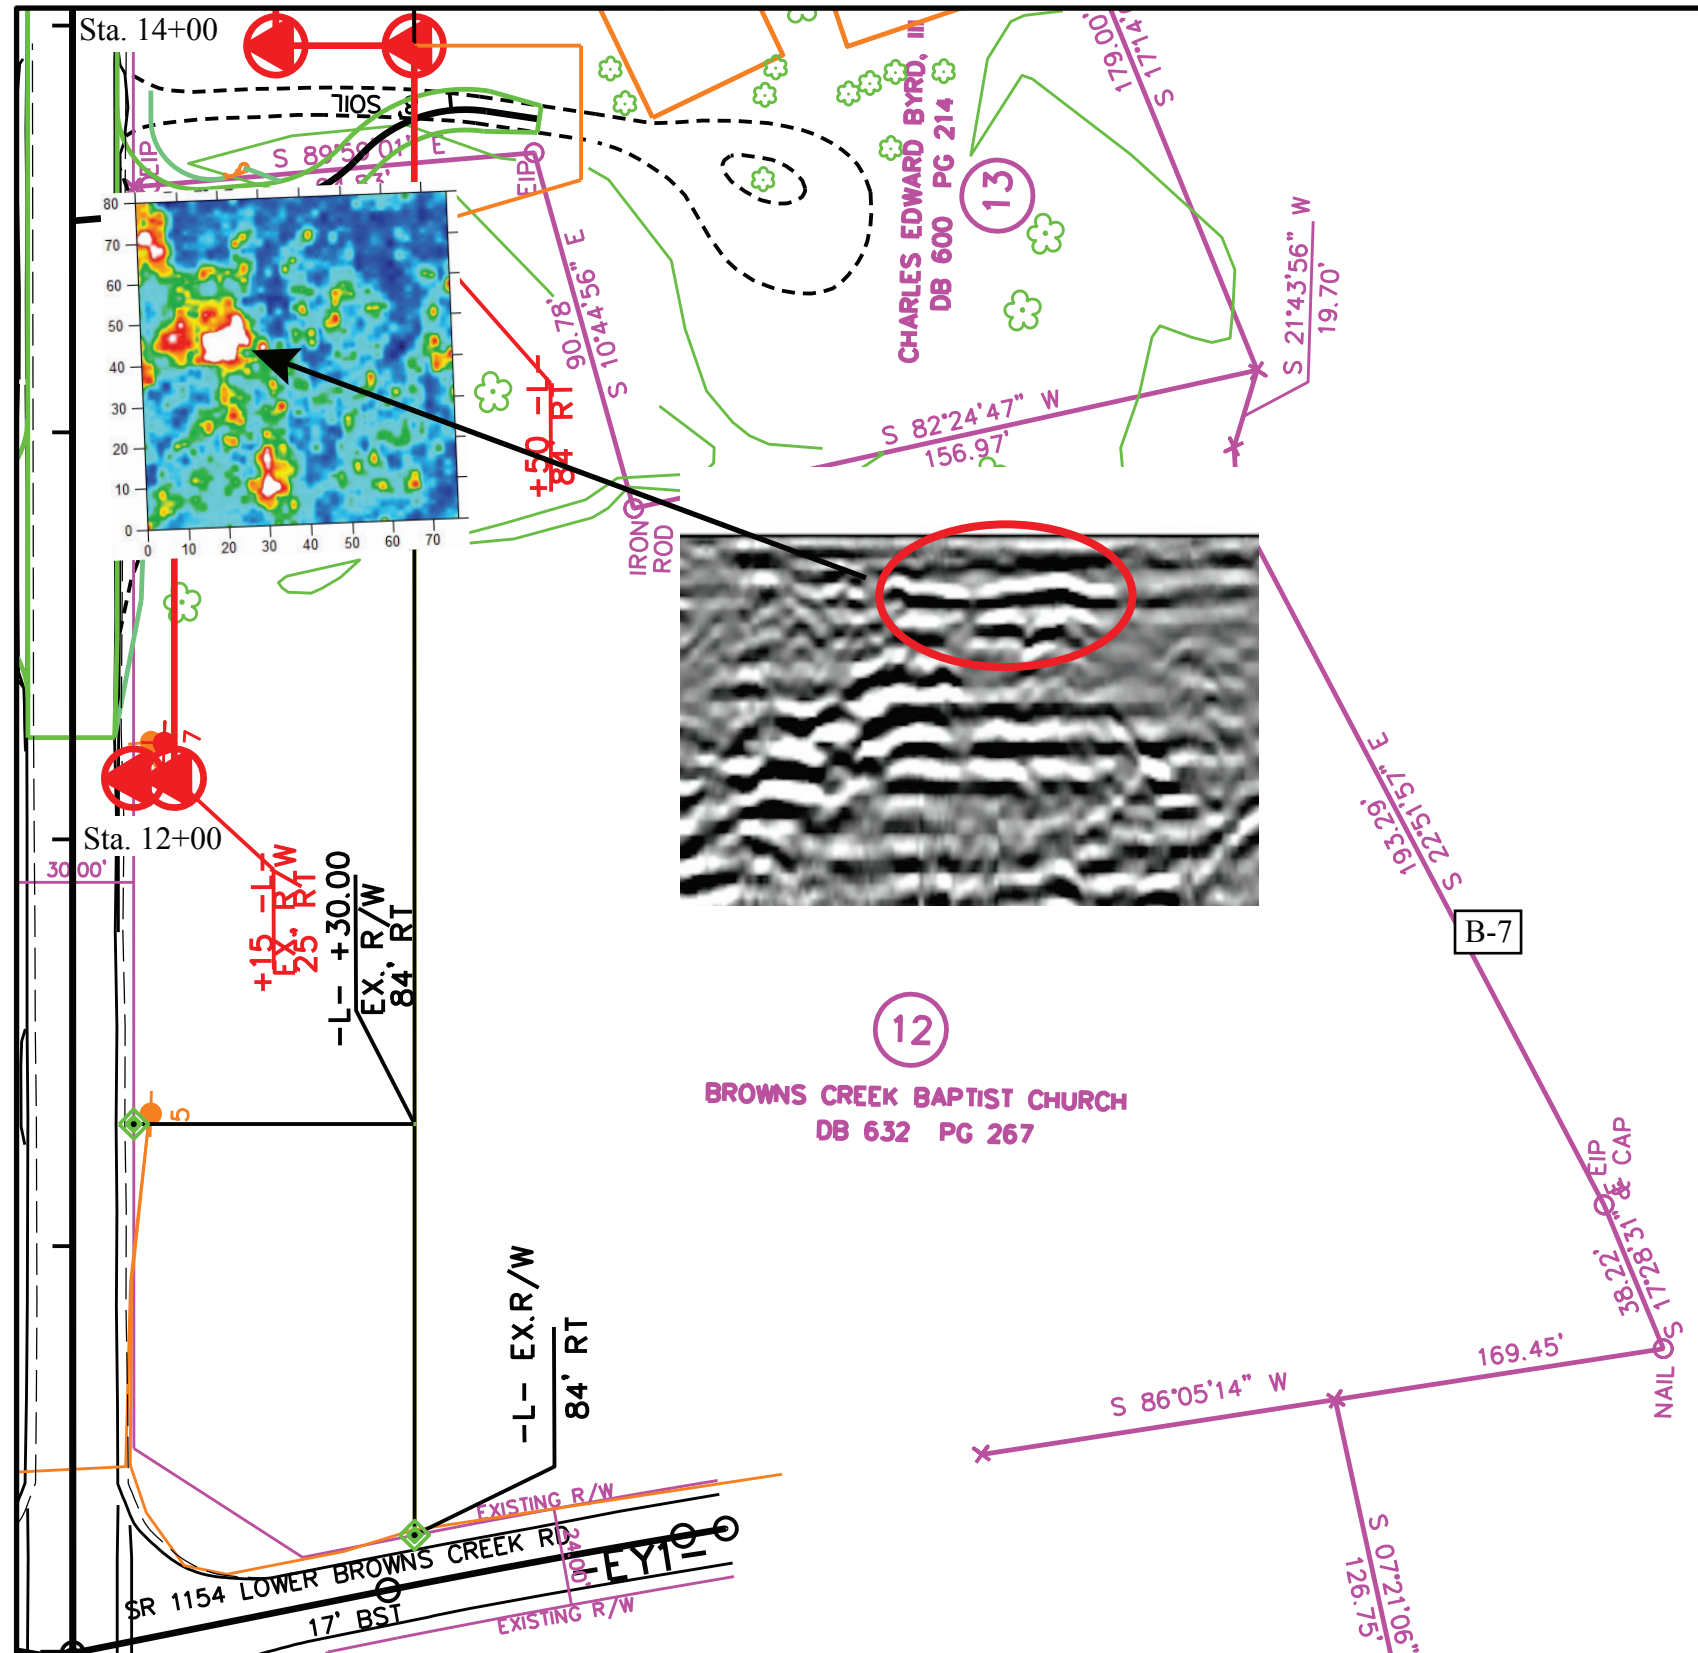 Sta. 14+00
SOIL
EIP
S 89°59'01" E
EIP
S 10°44'56" E
90.78'
CHARLES EDWARD BYRD, III
DB 600 PG 214
13
179.00'
S 21°43'56" W
19.70'
S 82°24'47" W
156.97'
80
70
60
50
40
30
20
10
0
0 10 20 30 40 50 60 70
+50 -L-
84' RT
IRON
ROD
7
Sta. 12+00
30.00'
+15 -L-
EX. R/W
25' RT
-L- +30.00
EX. R/W
84' RT
5
S 22°51'57" E
193.29'
B-7
12
BROWNS CREEK BAPTIST CHURCH
DB 632 PG 267
EIP
& CAP
S 17°28'31" E
38.22'
NAIL
169.45'
S 86°05'14" W
S 07°21'06"
126.75'
-L- EX.R/W
84' RT
EXISTING R/W
SR 1154 LOWER BROWNS CREEK RD
24.00'
-EY1-
17' BST
EXISTING R/W